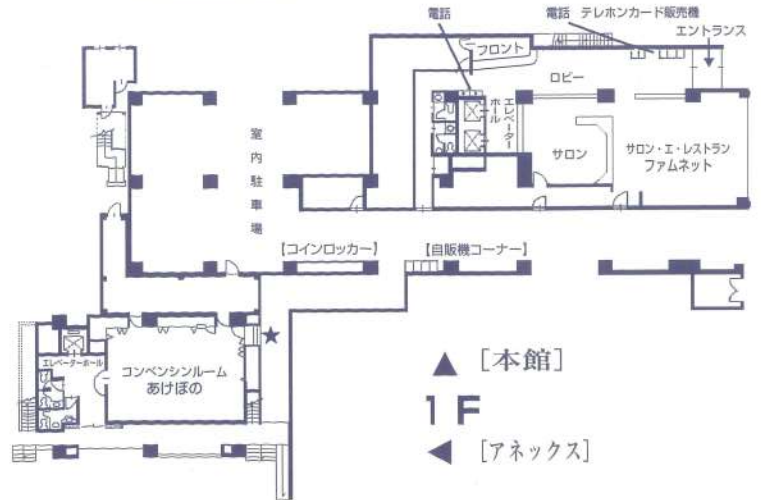 電話
電話 テレホンカード販売機
エントランス
フロント
ロビー
エレベーター
ホール
室内駐車場
サロン
サロン・エ・レストラン
ファムネット
【コインロッカー】
【自販機コーナー】
エレベーターホール
コンベンシンルーム
あけぼの
★
▲ [本館]
1F
◀ [アネックス]